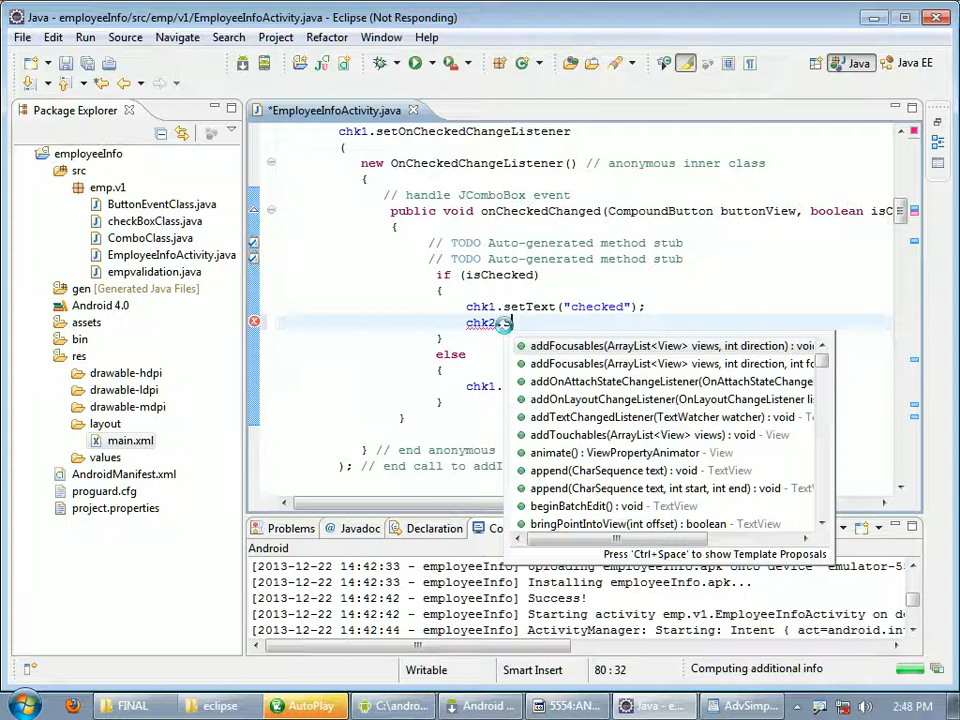 Java - employeeInfo/src/emp/v1/EmployeeInfoActivity.java - Eclipse (Not Responding)
File Edit Run Source Navigate Search Project Refactor Window Help
Java Java EE
Package Explorer
*EmployeeInfoActivity.java
employeeInfo
src
emp.v1
ButtonEventClass.java
checkBoxClass.java
ComboClass.java
EmployeeInfoActivity.java
empvalidation.java
gen [Generated Java Files]
Android 4.0
assets
bin
res
drawable-hdpi
drawable-ldpi
drawable-mdpi
layout
main.xml
values
AndroidManifest.xml
proguard.cfg
project.properties
chk1.setOnCheckedChangeListener
(
new OnCheckedChangeListener() // anonymous inner class
{
// handle JComboBox event
public void onCheckedChanged(CompoundButton buttonView, boolean isC
{
// TODO Auto-generated method stub
// TODO Auto-generated method stub
if (isChecked)
{
chk1.setText("checked");
chk2.s
}
else
{
chk1.
}
}
} // end anonymous
); // end call to addI
addFocusables(ArrayList<View> views, int direction) : voi
addFocusables(ArrayList<View> views, int direction, int fo
addOnAttachStateChangeListener(OnAttachStateChange
addOnLayoutChangeListener(OnLayoutChangeListener lis
addTextChangedListener(TextWatcher watcher) : void -
addTouchables(ArrayList<View> views) : void - View
animate() : ViewPropertyAnimator - View
append(CharSequence text) : void - TextView
append(CharSequence text, int start, int end) : void - TextV
beginBatchEdit() : void - TextView
bringPointIntoView(int offset) : boolean - TextView
Press 'Ctrl+Space' to show Template Proposals
Problems Javadoc Declaration Co
Android
[2013-12-22 14:42:33 - employeeInfo] Uploading employeeInfo.apk onto device 'emulator-55
[2013-12-22 14:42:33 - employeeInfo] Installing employeeInfo.apk...
[2013-12-22 14:42:42 - employeeInfo] Success!
[2013-12-22 14:42:42 - employeeInfo] Starting activity emp.v1.EmployeeInfoActivity on de
[2013-12-22 14:42:44 - employeeInfo] ActivityManager: Starting: Intent { act=android.in
Writable Smart Insert 80 : 32 Computing additional info
FINAL eclipse AutoPlay C:\andro... Android ... 5554:AN... Java - e... AdvSimp... 2:48 PM